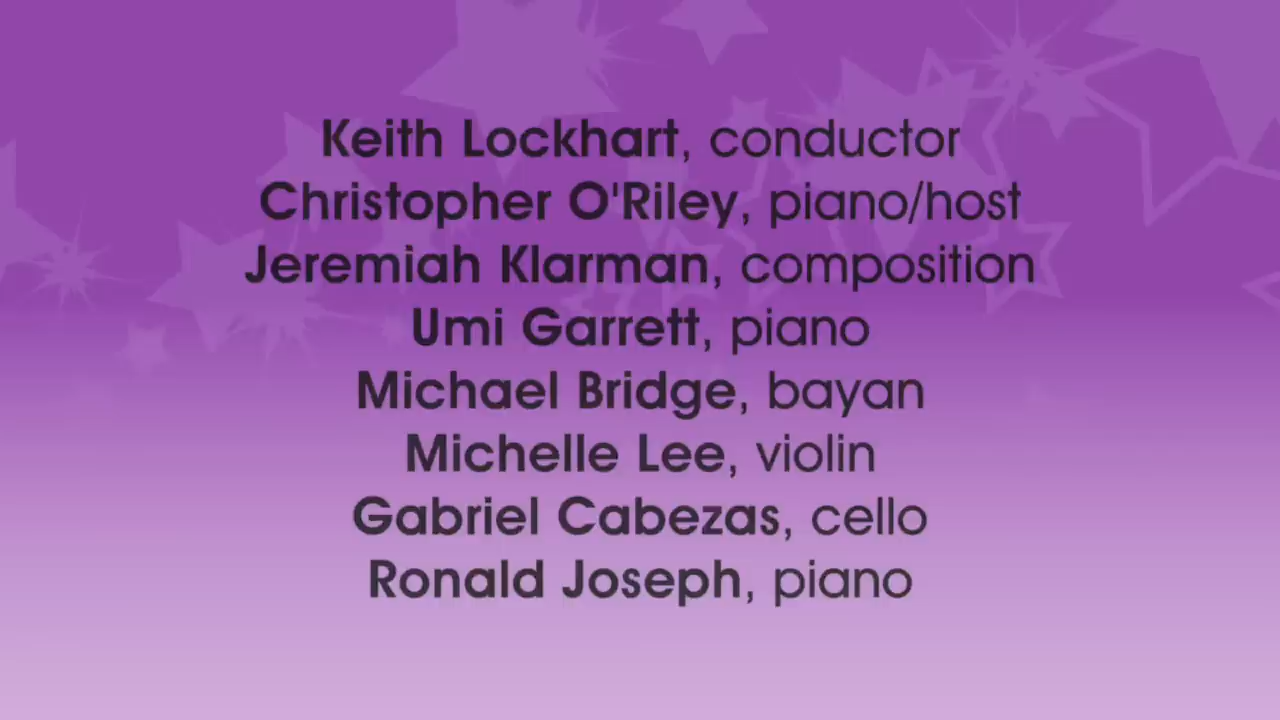 Keith Lockhart, conductor
Christopher O'Riley, piano/host
Jeremiah Klarman, composition
Umi Garrett, piano
Michael Bridge, bayan
Michelle Lee, violin
Gabriel Cabezas, cello
Ronald Joseph, piano